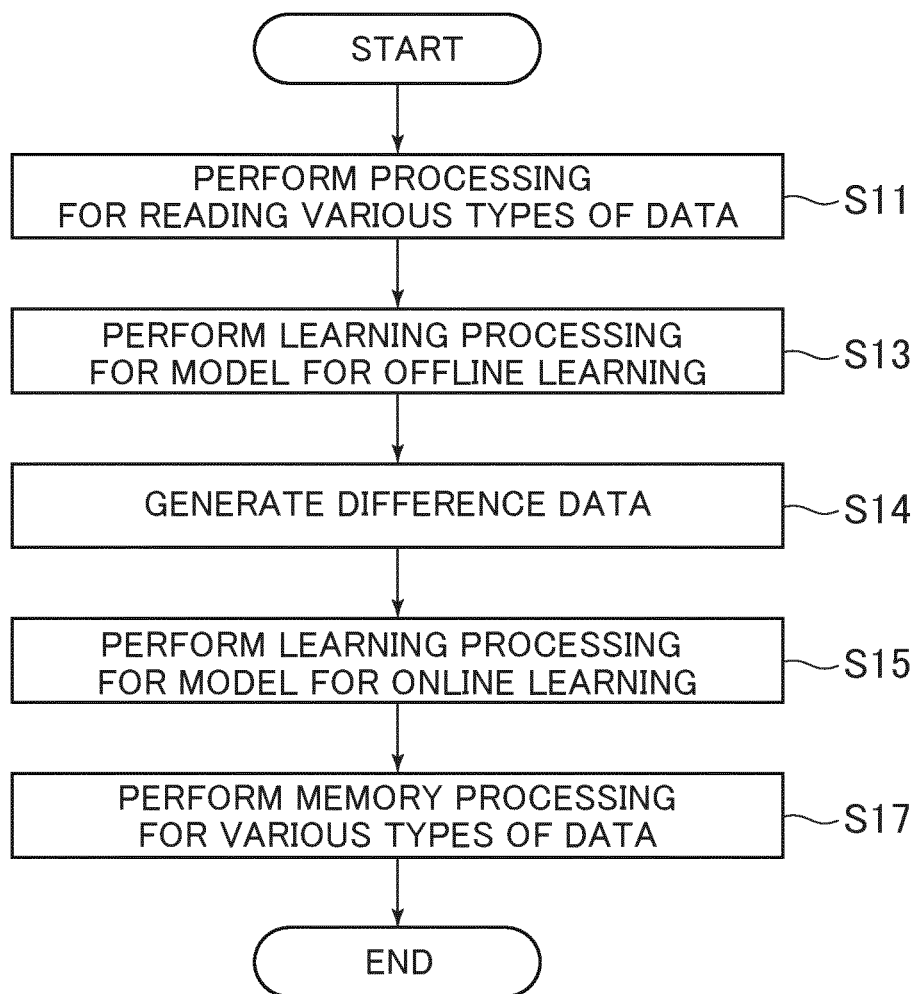 START
PERFORM PROCESSING
FOR READING VARIOUS TYPES OF DATA
S11
PERFORM LEARNING PROCESSING
FOR MODEL FOR OFFLINE LEARNING
S13
GENERATE DIFFERENCE DATA
S14
PERFORM LEARNING PROCESSING
FOR MODEL FOR ONLINE LEARNING
S15
PERFORM MEMORY PROCESSING
FOR VARIOUS TYPES OF DATA
S17
END